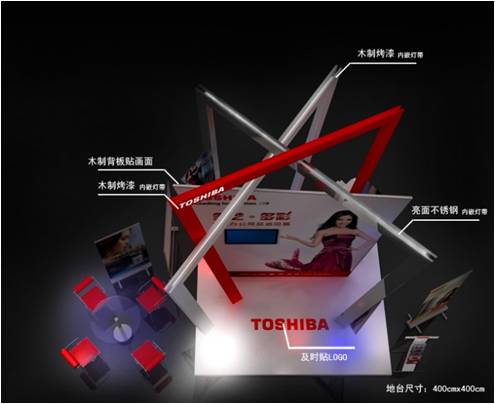 木制烤漆 内嵌灯带
木制背板贴画面
木制烤漆 内嵌灯带
TOSHIBA
TOSHIBA
亮面不锈钢 内嵌灯带
TOSHIBA
及时贴LOGO
地台尺寸：400cmx400cm